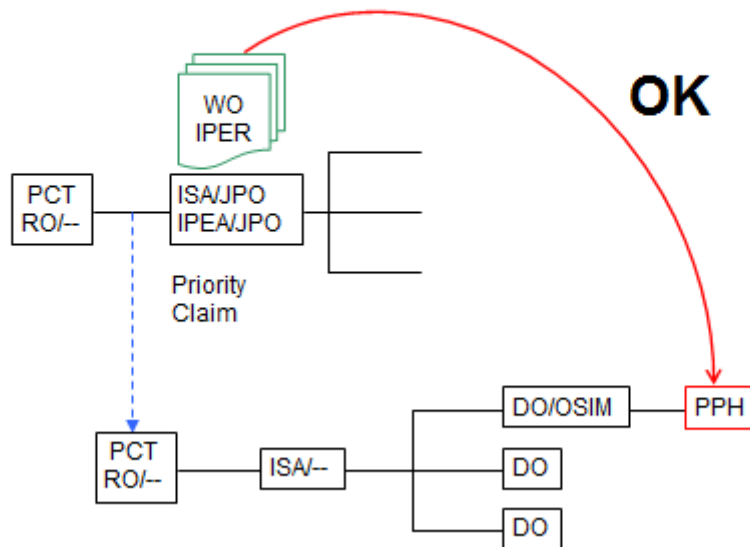 WO
IPER
OK
PCT
RO/--
ISA/JPO
IPEA/JPO
Priority
Claim
DO/OSIM
PPH
PCT
RO/--
ISA/--
DO
DO